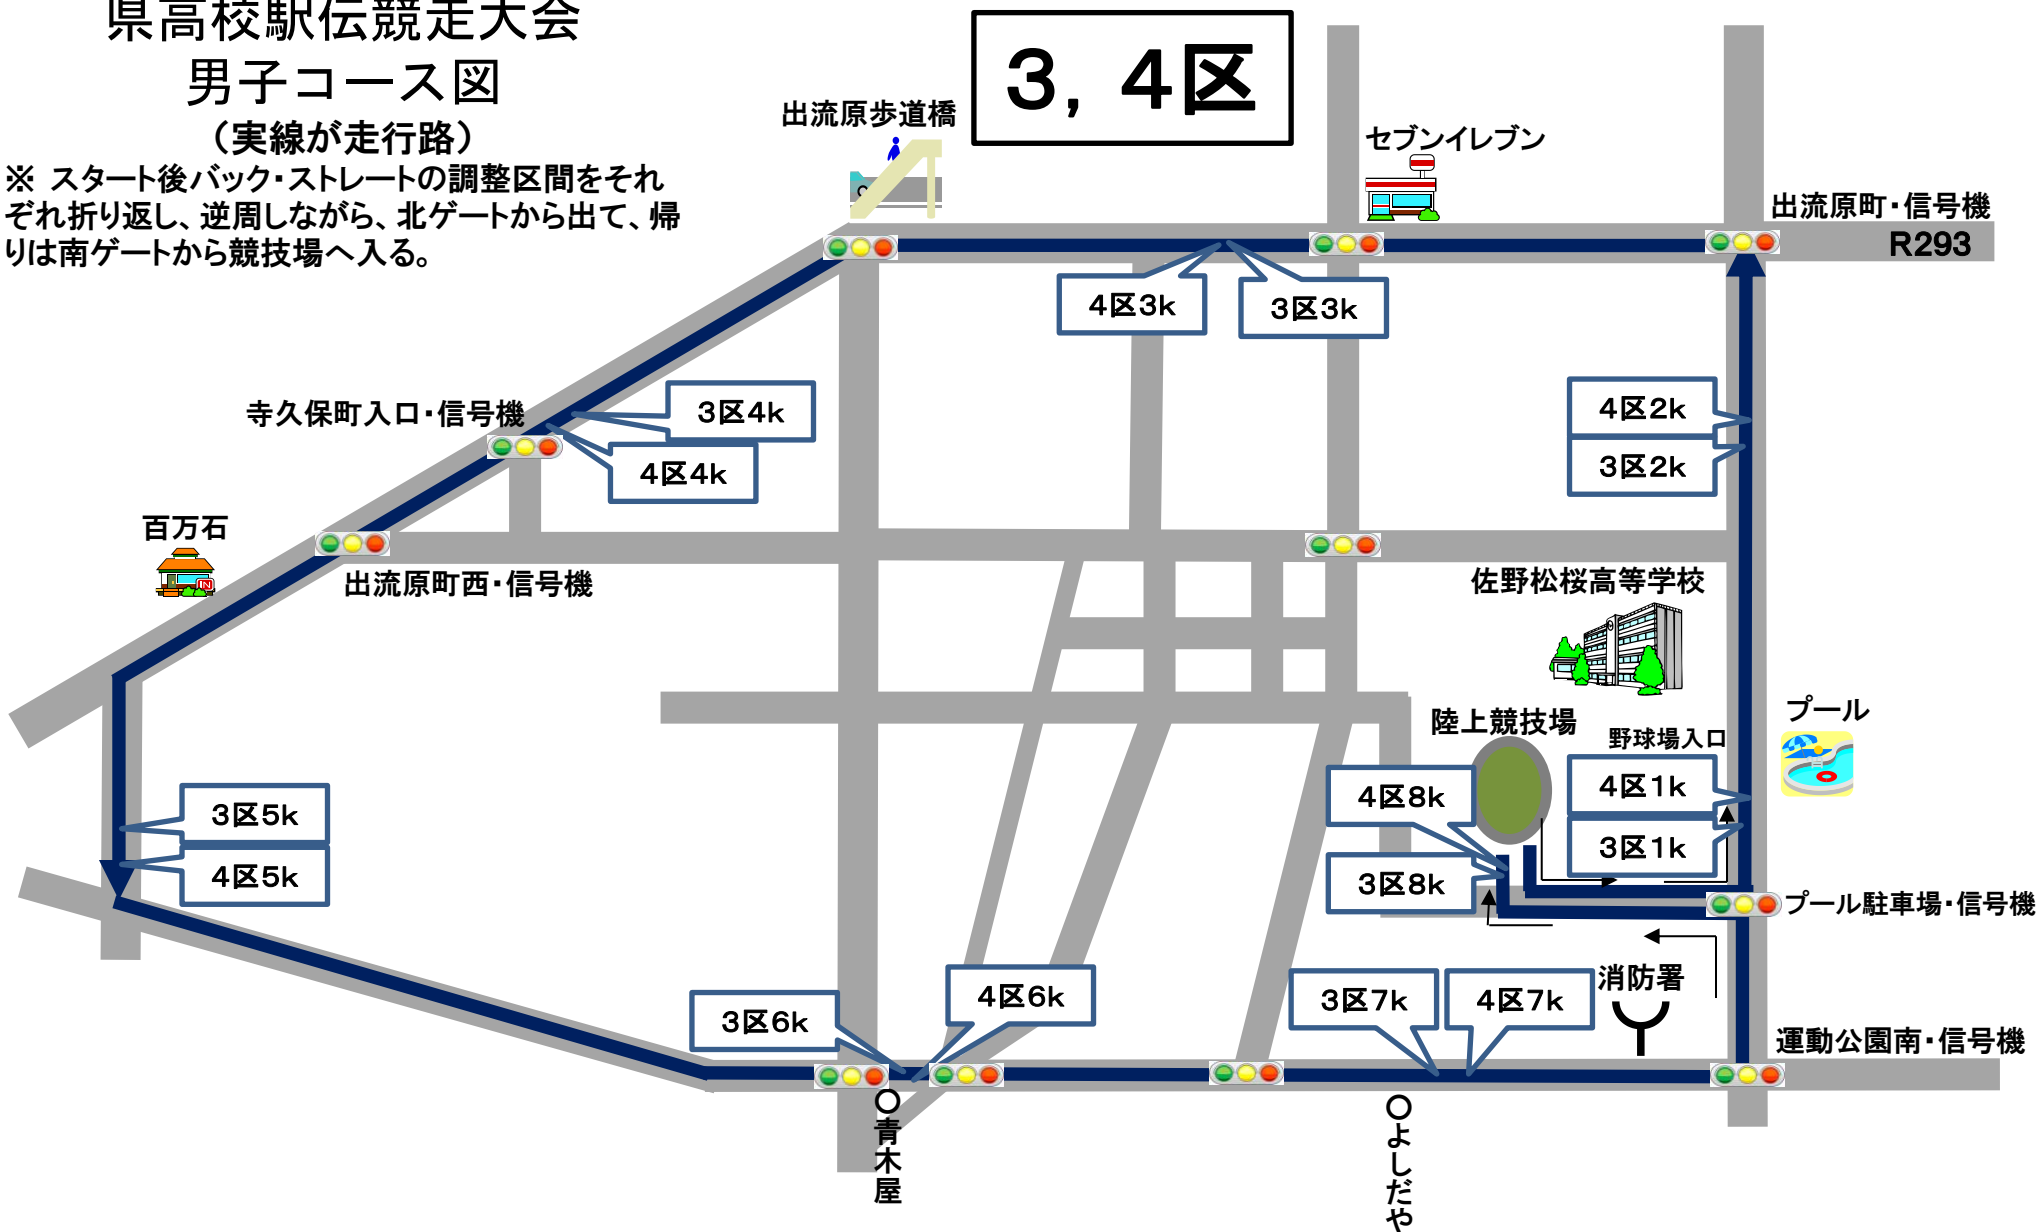 県高校駅伝競走大会
男子コース図
（実線が走行路）
※ スタート後バック・ストレートの調整区間をそれ
ぞれ折り返し、逆周しながら、北ゲートから出て、帰
りは南ゲートから競技場へ入る。
3，4区
出流原歩道橋
セブンイレブン
出流原町・信号機
R293
4区3k
3区3k
寺久保町入口・信号機
3区4k
4区4k
4区2k
3区2k
百万石
出流原町西・信号機
佐野松桜高等学校
陸上競技場
野球場入口
プール
4区1k
3区1k
4区8k
3区8k
3区5k
4区5k
プール駐車場・信号機
消防署
3区6k
4区6k
3区7k
4区7k
運動公園南・信号機
○青木屋
○よしだや
IN